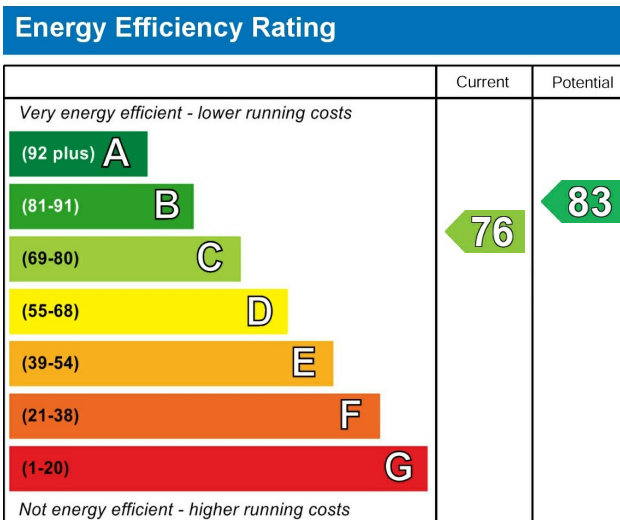 Energy Efficiency Rating
Current Potential
Very energy efficient - lower running costs
(92 plus) A
(81-91) B
83
(69-80) C
76
(55-68) D
(39-54) E
(21-38) F
(1-20) G
Not energy efficient - higher running costs